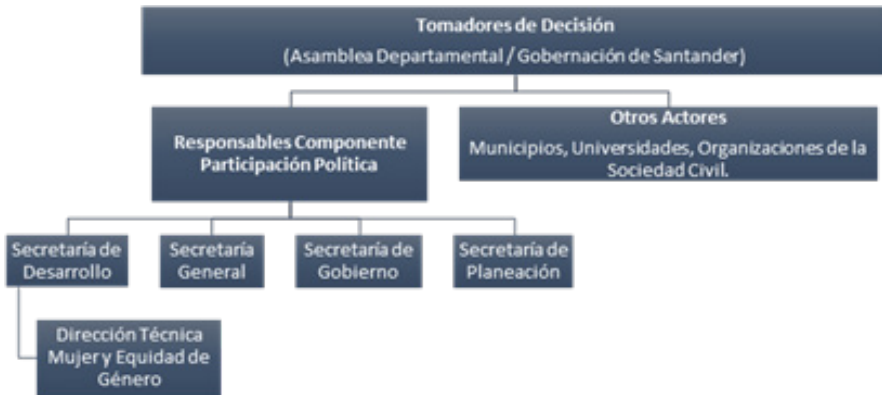 Tomadores de Decisión
(Asamblea Departamental / Gobernación de Santander)
Responsables Componente
Participación Política
Otros Actores
Municipios, Universidades, Organizaciones de la
Sociedad Civil.
Secretaría de
Desarrollo
Secretaría
General
Secretaría de
Gobierno
Secretaría de
Planeación
Dirección Técnica
Mujer y Equidad de
Género